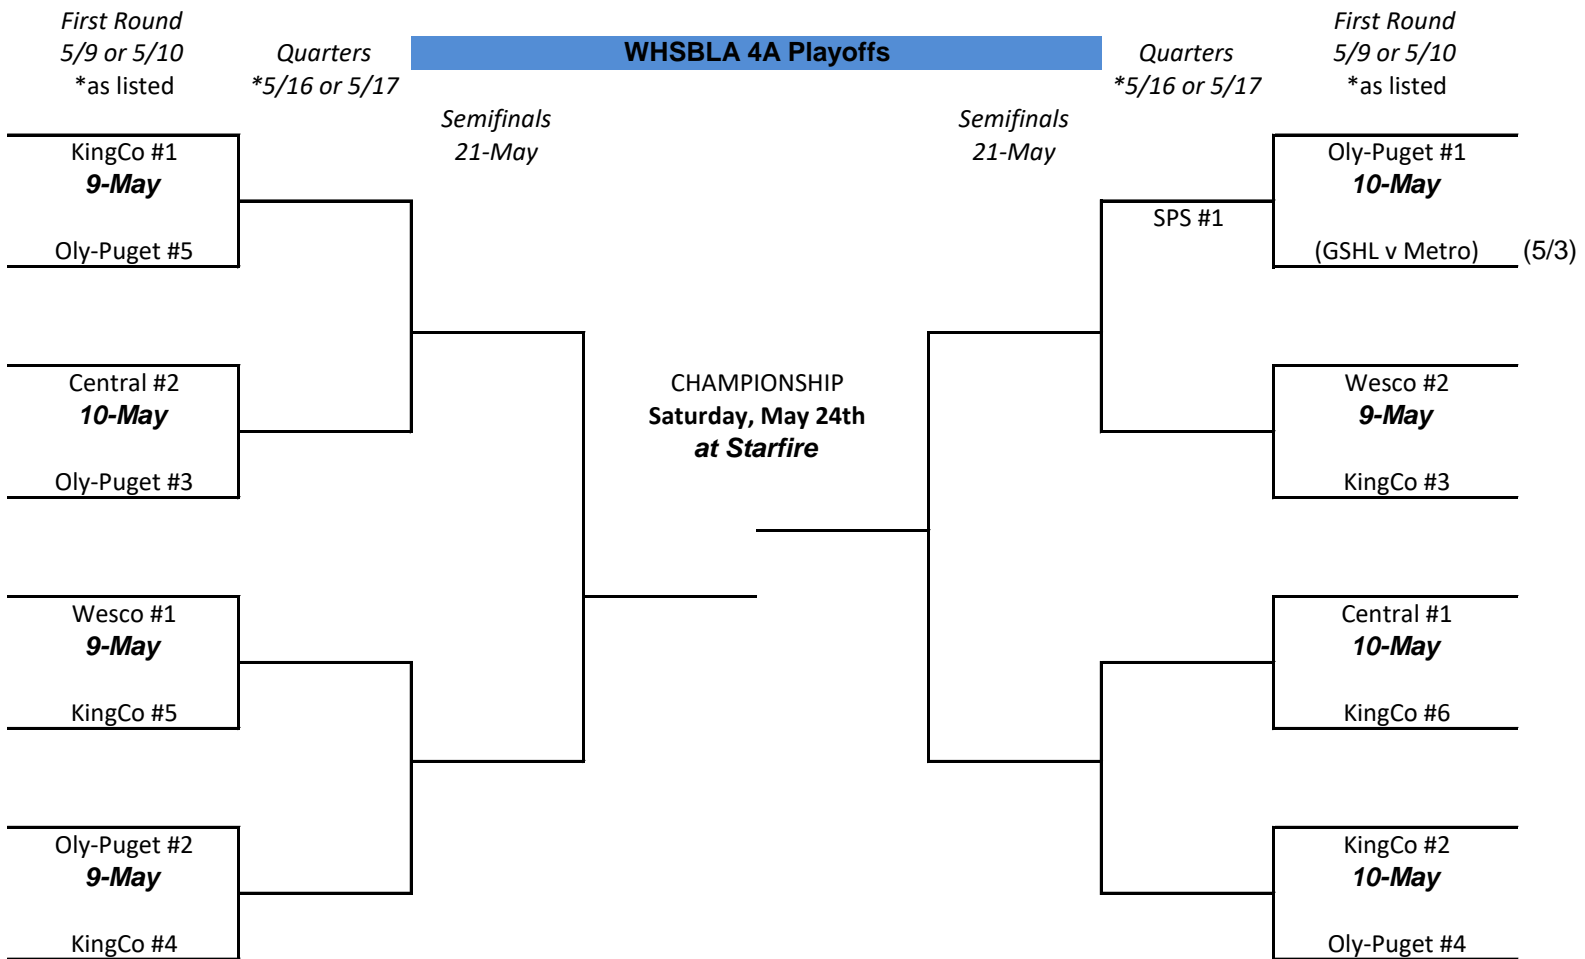 First Round
5/9 or 5/10
*as listed
Quarters
*5/16 or 5/17
WHSBLA 4A Playoffs
Quarters
*5/16 or 5/17
First Round
5/9 or 5/10
*as listed
Semifinals
21-May
Semifinals
21-May
KingCo #1
9-May
Oly-Puget #5
Central #2
10-May
Oly-Puget #3
Wesco #1
9-May
KingCo #5
Oly-Puget #2
9-May
KingCo #4
CHAMPIONSHIP
Saturday, May 24th
at Starfire
SPS #1
Oly-Puget #1
10-May
(GSHL v Metro) (5/3)
Wesco #2
9-May
KingCo #3
Central #1
10-May
KingCo #6
KingCo #2
10-May
Oly-Puget #4